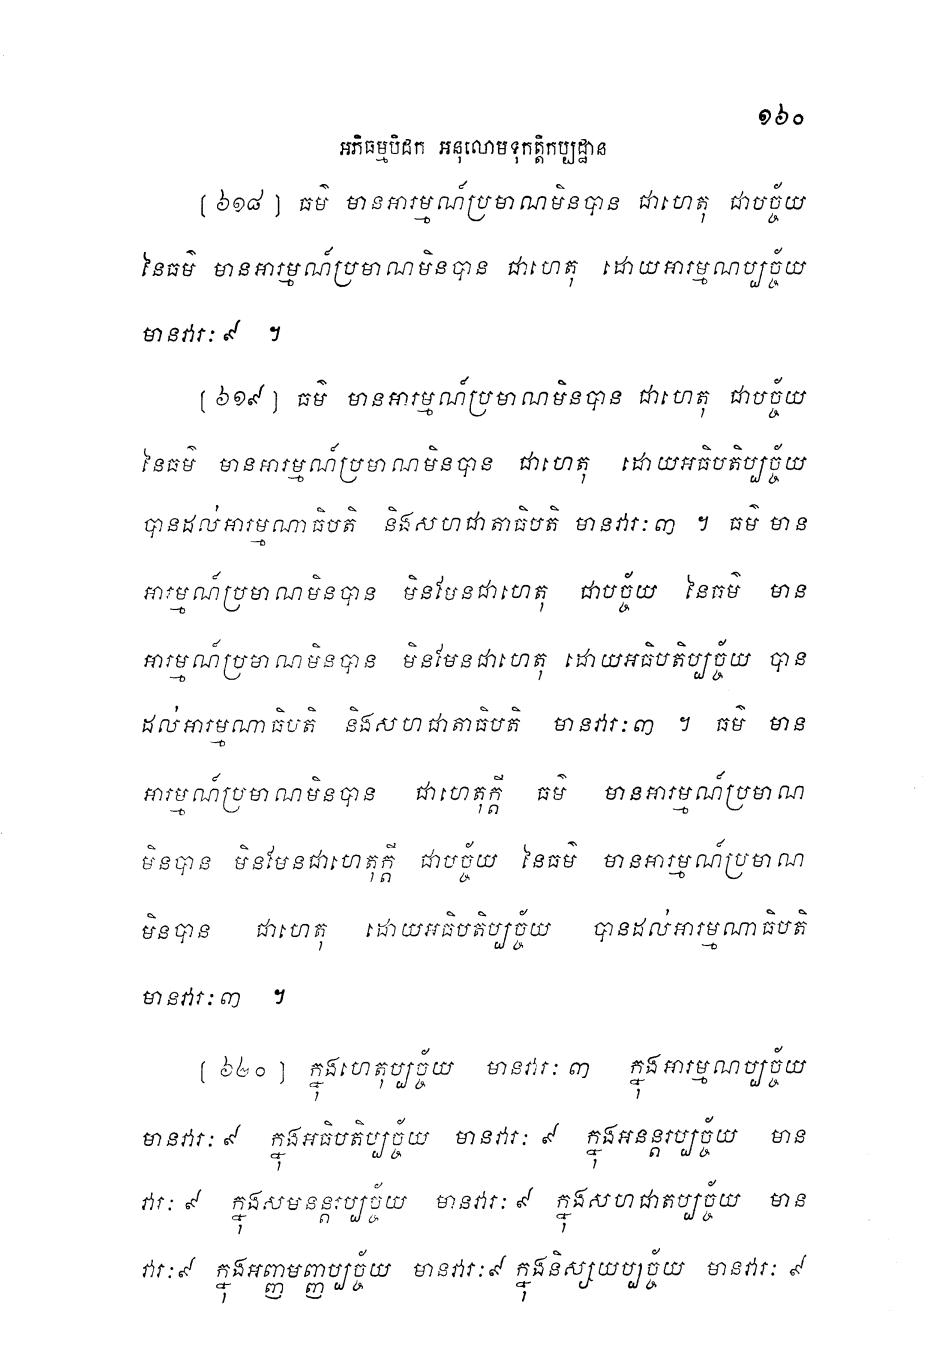 ១៦០
អភិធម្មបិដក អនុលោមទុកត្តិកប្បដ្ឋាន
(៦១៨) ធម៌ មានអារម្មណ៍ប្រមាណមិនបាន ជាហេតុ ជាបច្ច័យ
នៃធម៌ មានអារម្មណ៍ប្រមាណមិនបាន ជាហេតុ ដោយអារម្មណប្បច្ច័យ
មានវារៈ ៩ ។
(៦១៩) ធម៌ មានអារម្មណ៍ប្រមាណមិនបាន ជាហេតុ ជាបច្ច័យ
នៃធម៌ មានអារម្មណ៍ប្រមាណមិនបាន ជាហេតុ ដោយអធិបតិប្បច្ច័យ
បានដល់អារម្មណាធិបតិ និងសហជាតាធិបតិ មានវារៈ ៣ ។ ធម៌ មាន
អារម្មណ៍ប្រមាណមិនបាន មិនមែនជាហេតុ ជាបច្ច័យ នៃធម៌ មាន
អារម្មណ៍ប្រមាណមិនបាន មិនមែនជាហេតុ ដោយអធិបតិប្បច្ច័យ បាន
ដល់អារម្មណាធិបតិ និងសហជាតាធិបតិ មានវារៈ ៣ ។ ធម៌ មាន
អារម្មណ៍ប្រមាណមិនបាន ជាហេតុក្តី ធម៌ មានអារម្មណ៍ប្រមាណ
មិនបាន មិនមែនជាហេតុក្តី ជាបច្ច័យ នៃធម៌ មានអារម្មណ៍ប្រមាណ
មិនបាន ជាហេតុ ដោយអធិបតិប្បច្ច័យ បានដល់អារម្មណាធិបតិ
មានវារៈ ៣ ។
(៦៤០) ក្នុងហេតុប្បច្ច័យ មានវារៈ ៣ ក្នុងអារម្មណប្បច្ច័យ
មានវារៈ ៩ ក្នុងអធិបតិប្បច្ច័យ មានវារៈ ៩ ក្នុងអនន្តរប្បច្ច័យ មាន
វារៈ ៩ ក្នុងសមនន្តរប្បច្ច័យ មានវារៈ ៩ ក្នុងសហជាតប្បច្ច័យ មាន
វារៈ ៩ ក្នុងអញ្ញមញ្ញប្បច្ច័យ មានវារៈ ៩ ក្នុងនិស្សយប្បច្ច័យ មានវារៈ ៩